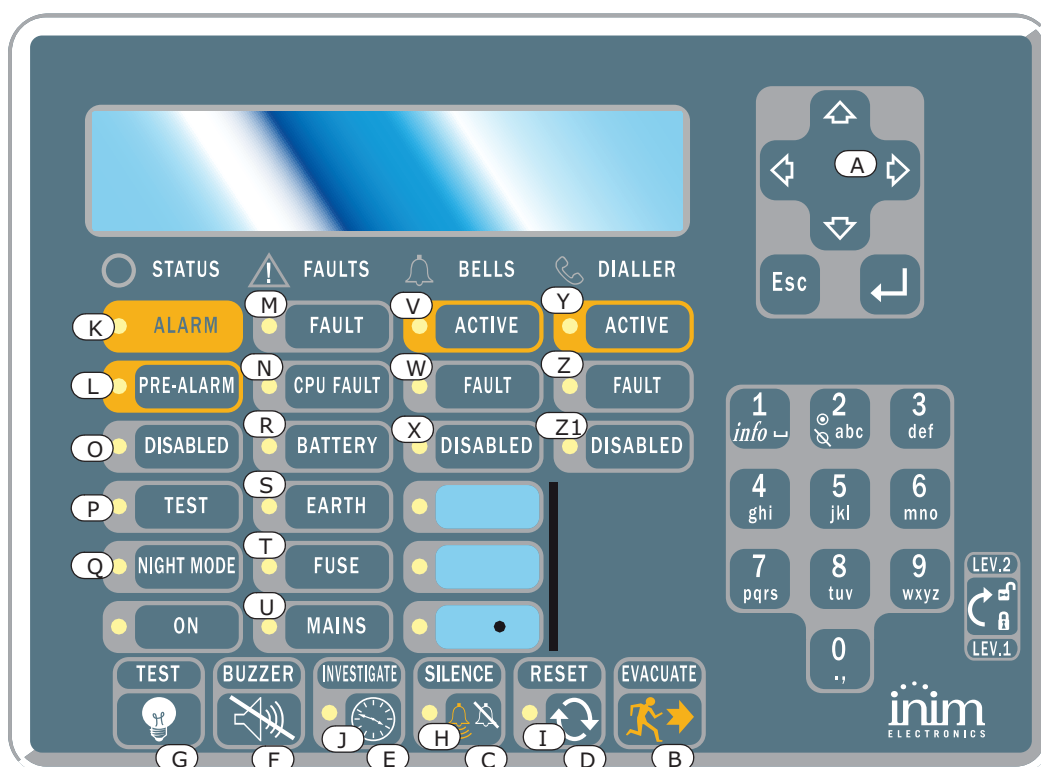 A
STATUS FAULTS BELLS DIALLER
Esc
K ALARM M FAULT V ACTIVE Y ACTIVE
L PRE-ALARM N CPU FAULT W FAULT Z FAULT
O DISABLED R BATTERY X DISABLED Z1 DISABLED
P TEST S EARTH
Q NIGHT MODE T FUSE
ON U MAINS
1 2 3
info abc def
4 5 6
ghi jkl mno
7 8 9
pqrs tuv wxyz
0
.,
LEV.2
LEV.1
TEST BUZZER INVESTIGATE SILENCE RESET EVACUATE
J H I
G F E C D B
inim
ELECTRONICS